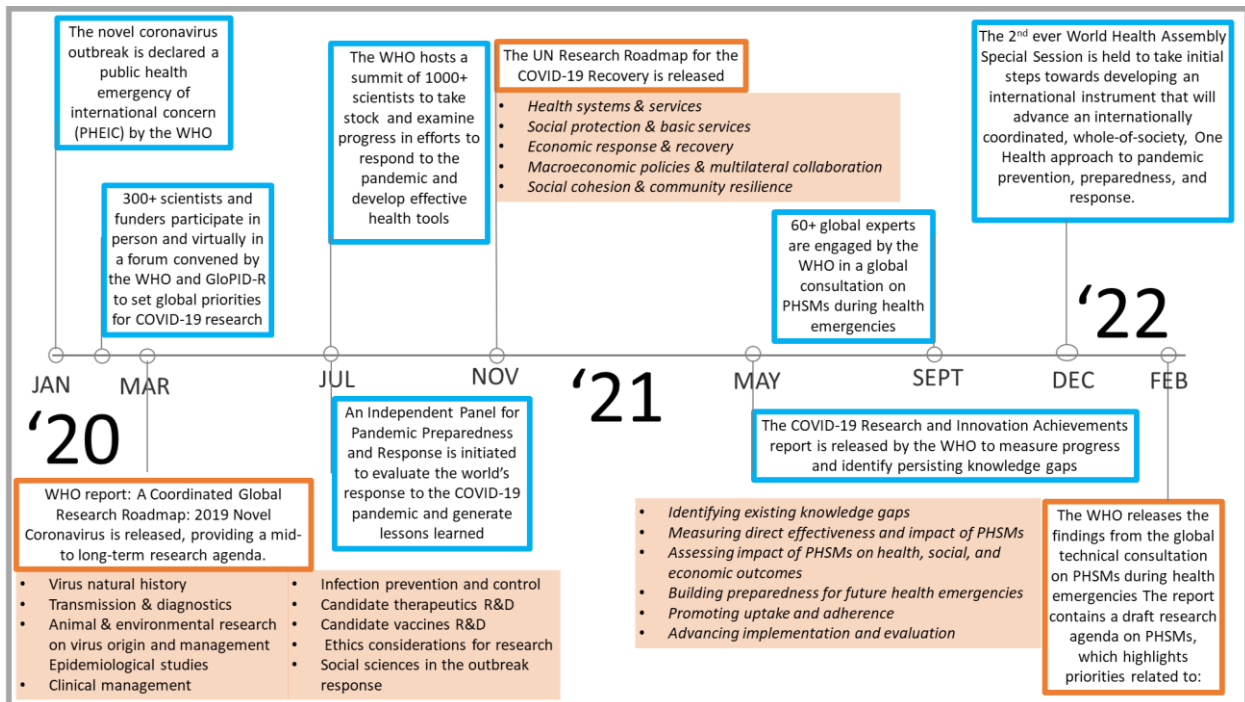 The novel coronavirus
outbreak is declared a
public health
emergency of
international concern
(PHEIC) by the WHO
300+ scientists and
funders participate in
person and virtually in
a forum convened by
the WHO and GloPID-R
to set global priorities
for COVID-19 research
The WHO hosts a
summit of 1000+
scientists to take
stock and examine
progress in efforts to
respond to the
pandemic and
develop effective
health tools
The UN Research Roadmap for the
COVID-19 Recovery is released
• Health systems & services
• Social protection & basic services
• Economic response & recovery
• Macroeconomic policies & multilateral collaboration
• Social cohesion & community resilience
60+ global experts
are engaged by the
WHO in a global
consultation on
PHSMs during health
emergencies
The 2nd ever World Health Assembly
Special Session is held to take initial
steps towards developing an
international instrument that will
advance an internationally
coordinated, whole-of-society, One
Health approach to pandemic
prevention, preparedness, and
response.
‘22
JAN
MAR
JUL
NOV
MAY
SEPT
DEC
FEB
‘20
‘21
WHO report: A Coordinated Global
Research Roadmap: 2019 Novel
Coronavirus is released, providing a mid-
to long-term research agenda.
• Virus natural history
• Transmission & diagnostics
• Animal & environmental research
on virus origin and management
Epidemiological studies
• Clinical management
• Infection prevention and control
• Candidate therapeutics R&D
• Candidate vaccines R&D
• Ethics considerations for research
• Social sciences in the outbreak
response
An Independent Panel for
Pandemic Preparedness
and Response is initiated
to evaluate the world’s
response to the COVID-19
pandemic and generate
lessons learned
The COVID-19 Research and Innovation Achievements
report is released by the WHO to measure progress
and identify persisting knowledge gaps
• Identifying existing knowledge gaps
• Measuring direct effectiveness and impact of PHSMs
• Assessing impact of PHSMs on health, social, and
economic outcomes
• Building preparedness for future health emergencies
• Promoting uptake and adherence
• Advancing implementation and evaluation
The WHO releases the
findings from the global
technical consultation
on PHSMs during health
emergencies The report
contains a draft research
agenda on PHSMs,
which highlights
priorities related to: